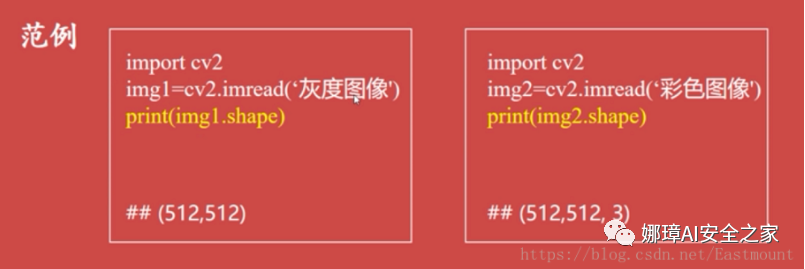 范例
import cv2
img1=cv2.imread(‘灰度图像')
print(img1.shape)
## (512,512)
import cv2
img2=cv2.imread(‘彩色图像')
print(img2.shape)
## (512,512, 3)
娜璋AI安全之家
https://blog.csdn.net/Eastmount